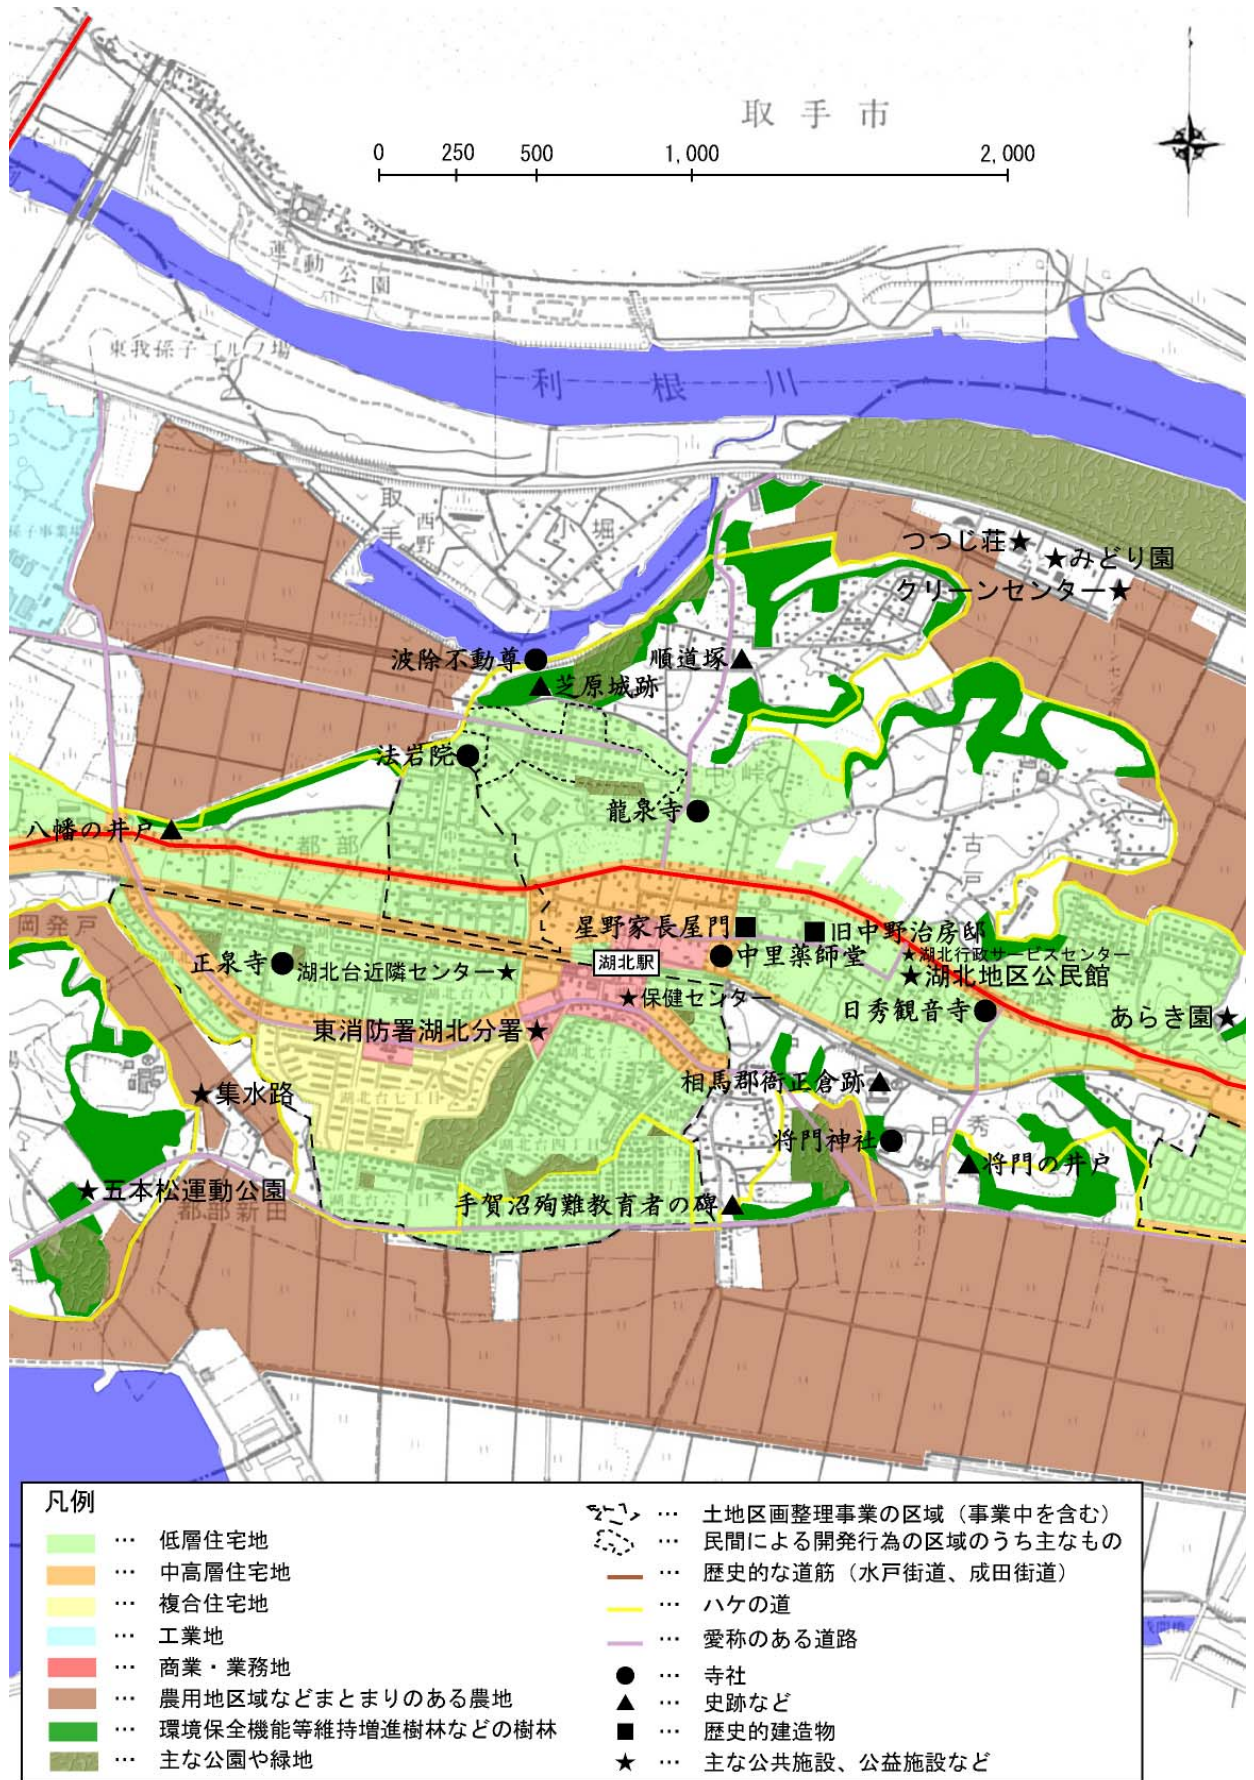 取手市
0 250 500 1,000 2,000
運動公園
東我孫子ゴルフ場
利根川
取手
西野
小堀
つつじ荘
みどり園
クリーンセンター
波除不動尊
順道塚
芝原城跡
法岩院
中峠
龍泉寺
八幡の井戸
都部
古戸
岡発戸
星野家長屋門
旧中野治房邸
正泉寺
湖北台近隣センター
湖北駅
中里薬師堂
湖北行政サービスセンター
湖北地区公民館
保健センター
日秀観音寺
あらき園
東消防署湖北分署
相馬郡衙正倉跡
集水路
湖北台七丁目
湖北台四丁目
将門神社
日秀
将門の井戸
五本松運動公園
都部新田
手賀沼殉難教育者の碑
凡例
… 低層住宅地
… 中高層住宅地
… 複合住宅地
… 工業地
… 商業・業務地
… 農用地区域などまとまりのある農地
… 環境保全機能等維持増進樹林などの樹林
… 主な公園や緑地
… 土地区画整理事業の区域（事業中を含む）
… 民間による開発行為の区域のうち主なもの
… 歴史的な道筋（水戸街道、成田街道）
… ハケの道
… 愛称のある道路
… 寺社
… 史跡など
… 歴史的建造物
… 主な公共施設、公益施設など